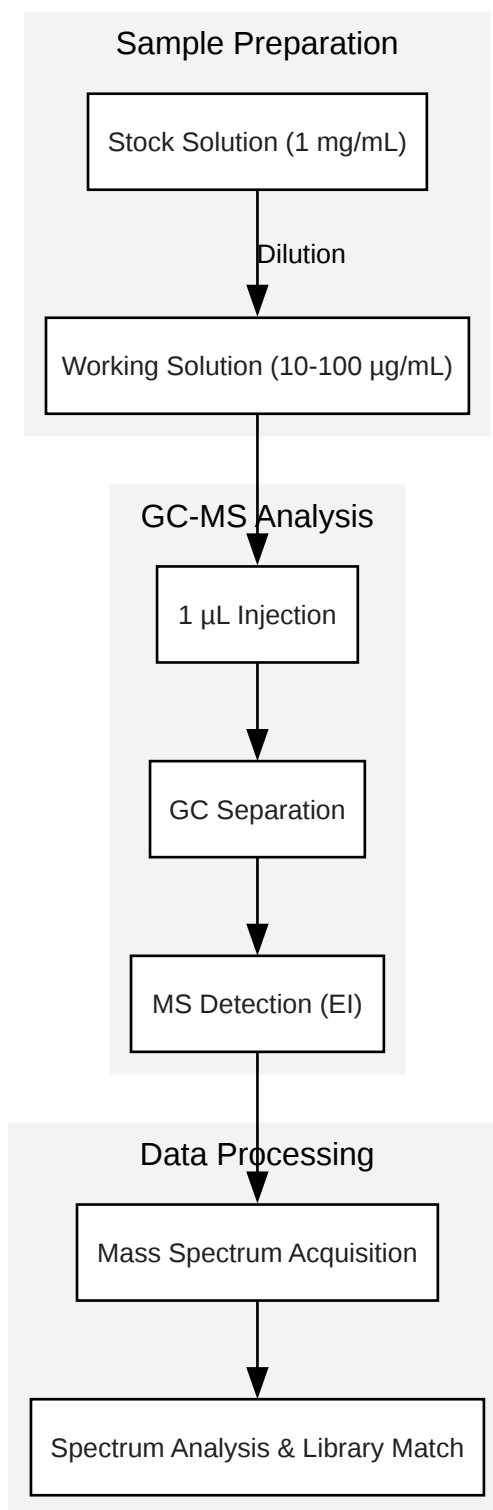 Sample Preparation
Stock Solution (1 mg/mL)
Dilution
Working Solution (10-100 µg/mL)
GC-MS Analysis
1 µL Injection
GC Separation
MS Detection (EI)
Data Processing
Mass Spectrum Acquisition
Spectrum Analysis & Library Match